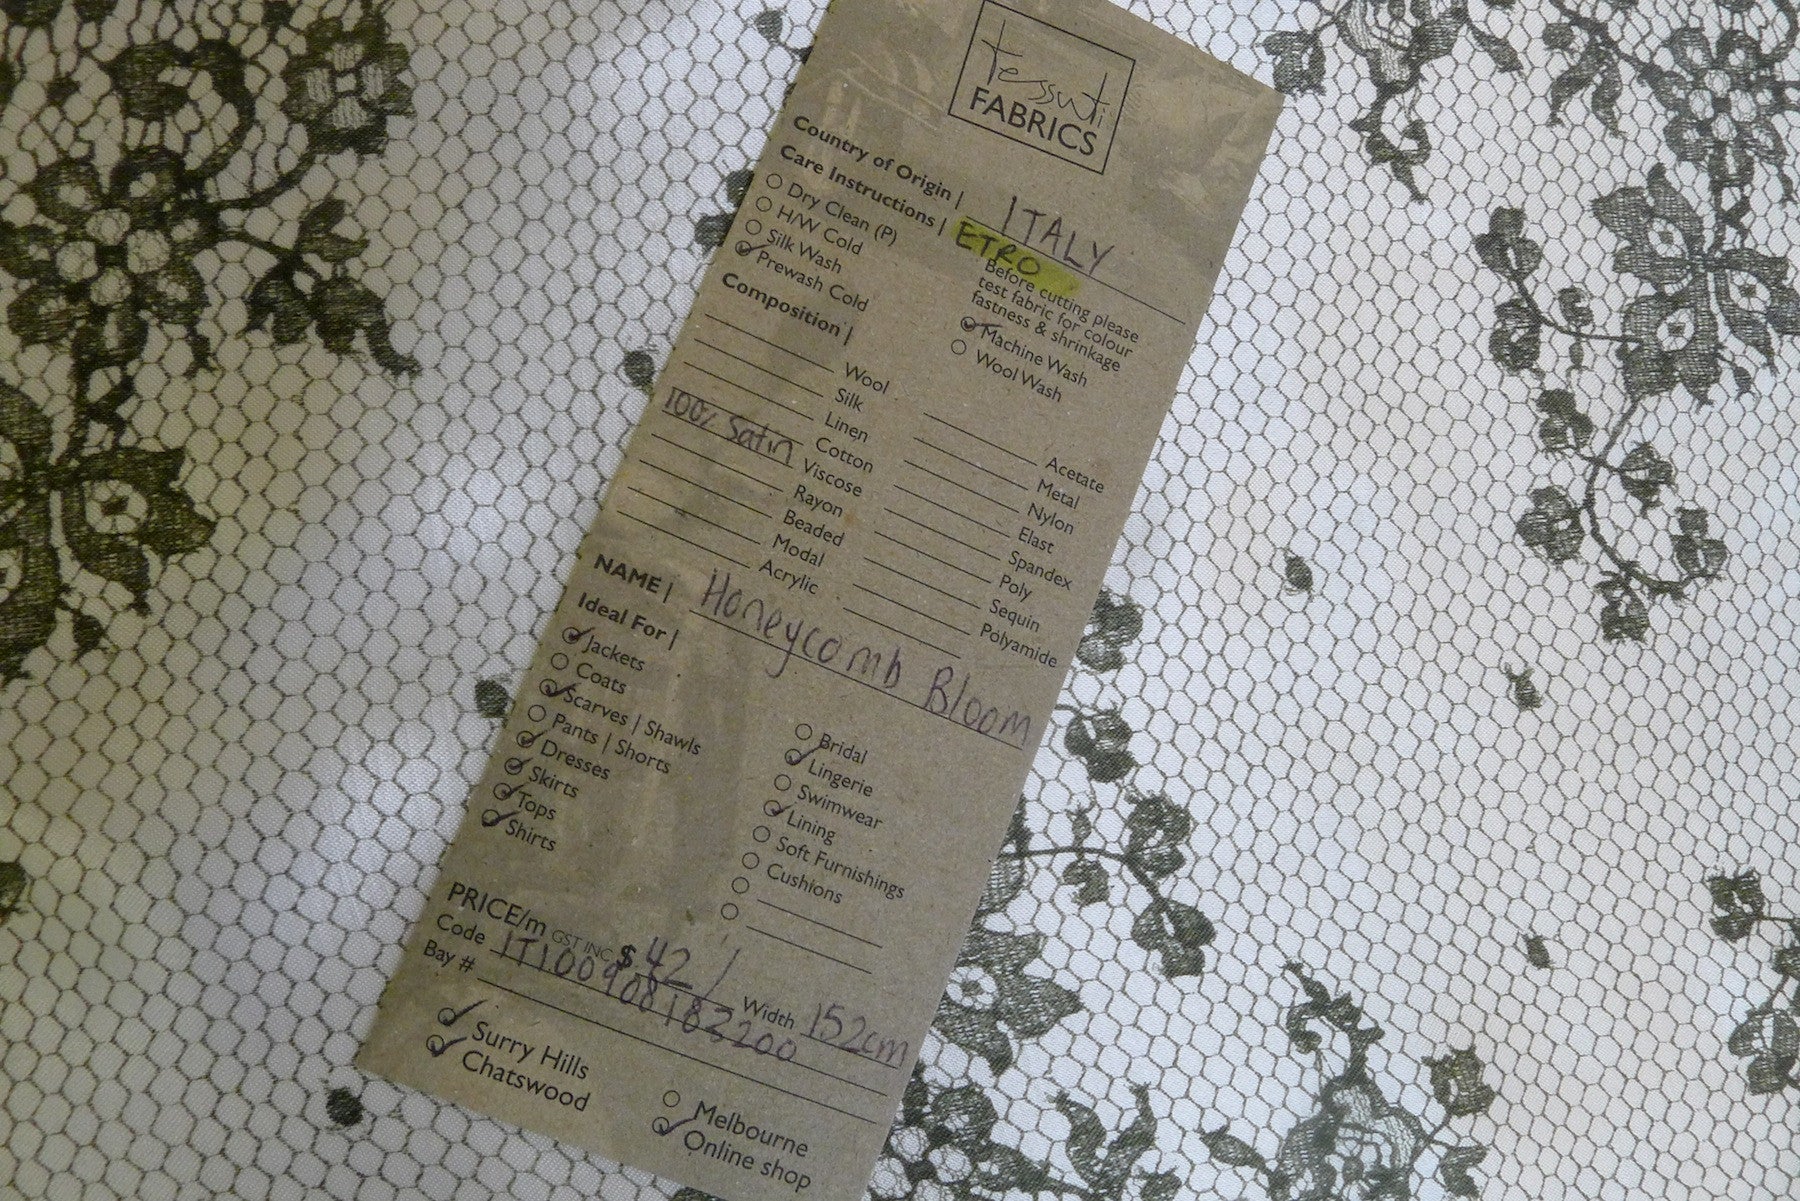 tessuti
FABRICS
Country of Origin | ITALY
Care Instructions | ETRO
Dry Clean (P)
H/W Cold
Silk Wash
Prewash Cold
Before cutting please
test fabric for colour
fastness & shrinkage
Machine Wash
Wool Wash
Composition |
Wool
Silk
Linen
Cotton
100% Satin Viscose
Rayon
Beaded
Modal
Acrylic
Acetate
Metal
Nylon
Elast
Spandex
Poly
Sequin
Polyamide
NAME | Honeycomb Bloom
Ideal For |
Jackets
Coats
Scarves | Shawls
Pants | Shorts
Dresses
Skirts
Tops
Shirts
Bridal
Lingerie
Swimwear
Lining
Soft Furnishings
Cushions
PRICE/m GST INC $ 42 / Width 152cm
Code IT100908182200
Bay #
Surry Hills
Chatswood
Melbourne
Online shop